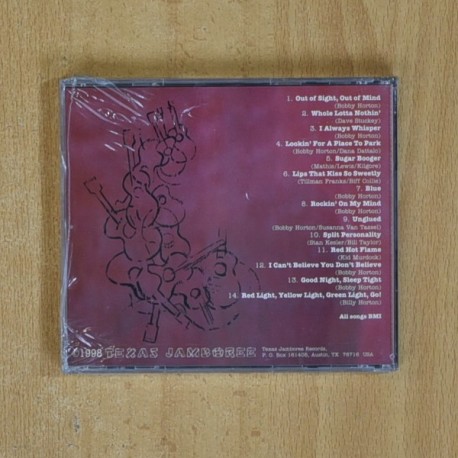 1. Out of Sight, Out of Mind
(Bobby Horton)
2. Whole Lotta Nothin'
(Dave Stuckey)
3. I Always Whisper
(Bobby Horton)
4. Lookin' For A Place To Park
(Bobby Horton/Dana Dattalo)
5. Sugar Booger
(Mathis/Lewis/Kilgore)
6. Lips That Kiss So Sweetly
(Tillman Franks/Biff Collie)
7. Blue
(Bobby Horton)
8. Rockin' On My Mind
(Bobby Horton)
9. Unglued
(Bobby Horton/Susanna Van Tassel)
10. Split Personality
(Stan Kesler/Bill Taylor)
11. Red Hot Flame
(Kid Murdock)
12. I Can't Believe You Don't Believe
(Bobby Horton)
13. Good Night, Sleep Tight
(Bobby Horton)
14. Red Light, Yellow Light, Green Light, Go!
(Billy Horton)
All songs BMI
©1998 TEXAS JAMBOREE
Texas Jamboree Records,
P. O. Box 161405, Austin, TX 78716 USA